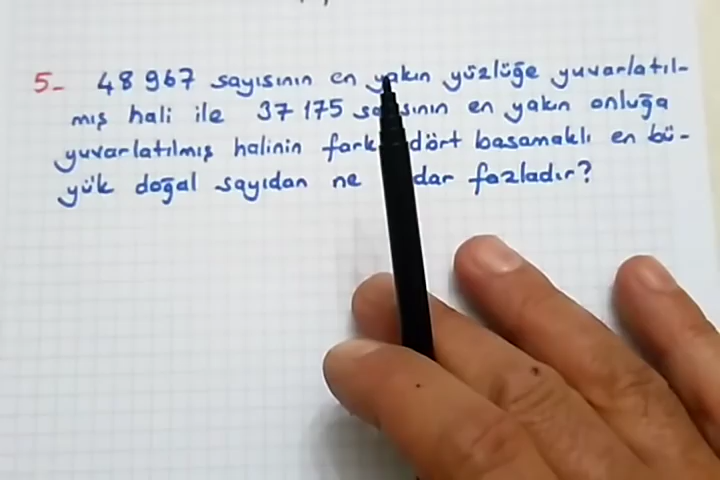 5- 48 967 sayısının en yakın yüzlüğe yuvarlatıl-
mış hali ile 37 175 sayısının en yakın onluğa
yuvarlatılmış halinin fark dört basamaklı en bü-
yük doğal sayıdan ne dar fazladır?